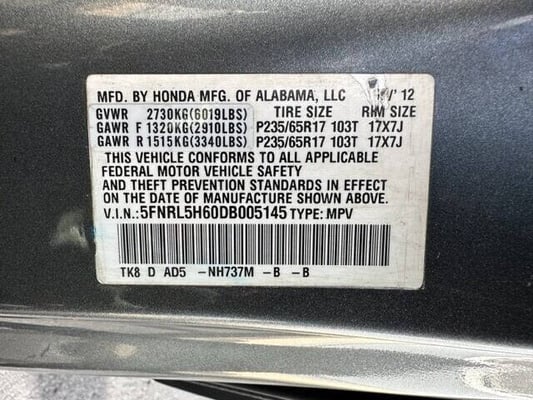 MFD. BY HONDA MFG. OF ALABAMA, LLC /12
GVWR 2730KG(6019LBS) TIRE SIZE RIM SIZE
GAWR F 1320KG(2910LBS) P235/65R17 103T 17X7J
GAWR R 1515KG(3340LBS) P235/65R17 103T 17X7J
THIS VEHICLE CONFORMS TO ALL APPLICABLE
FEDERAL MOTOR VEHICLE SAFETY
AND THEFT PREVENTION STANDARDS IN EFFECT
ON THE DATE OF MANUFACTURE SHOWN ABOVE.
V.I.N.:5FNRL5H60DB005145 TYPE: MPV
TK8 D AD5 -NH737M -B -B